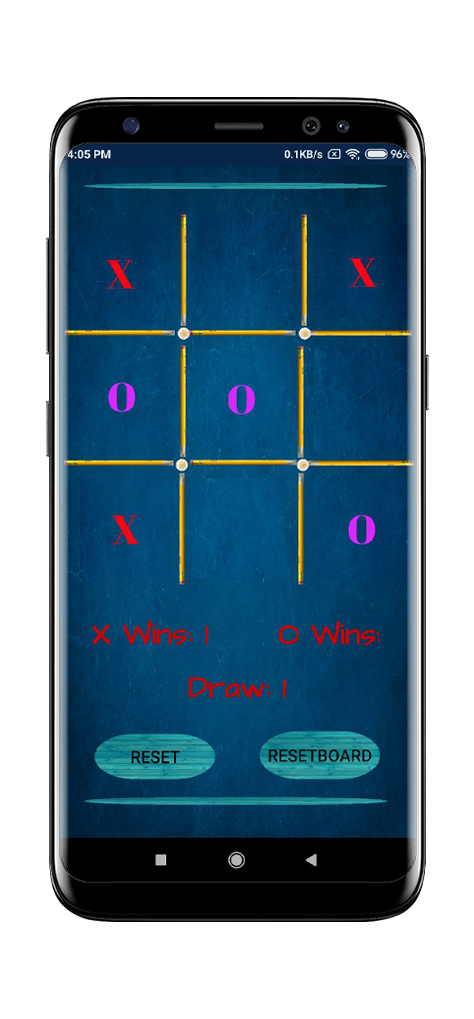 4:05 PM 0.1KB/s 96%
X X
O O
X O
X Wins: 1 O Wins:
Draw: 1
RESET RESETBOARD